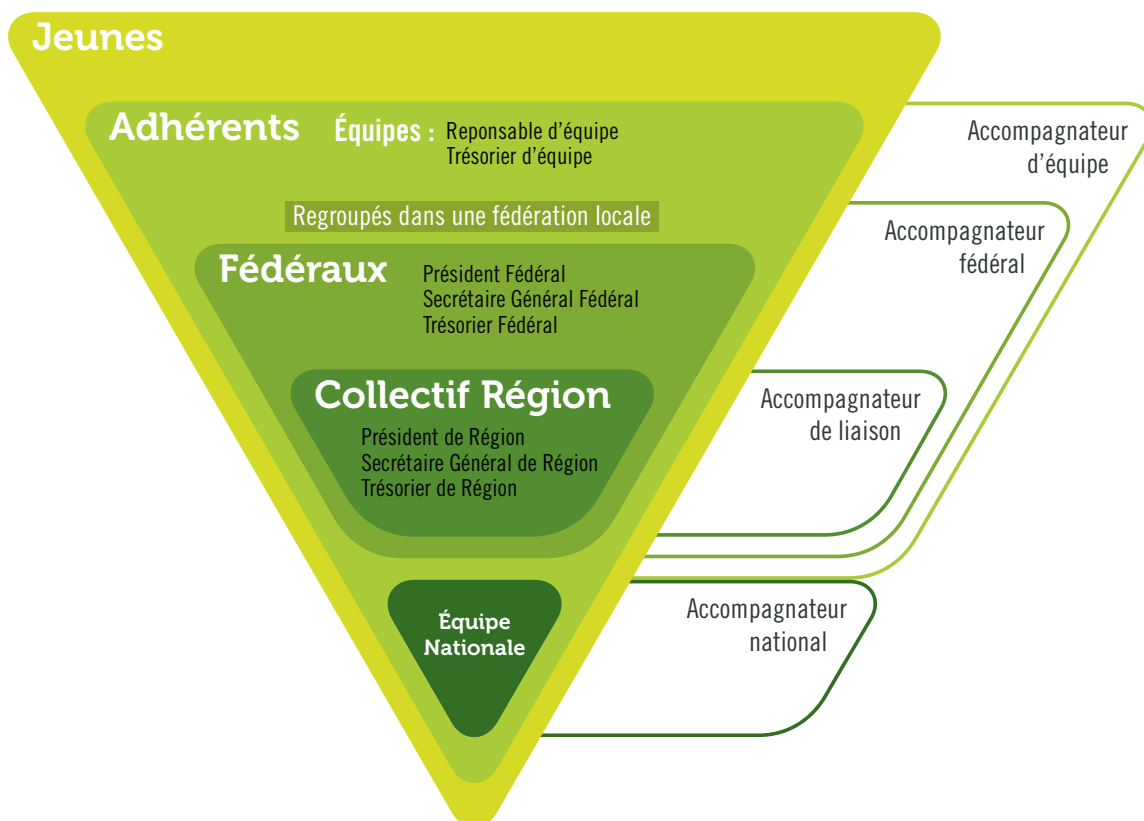 Jeunes
Adhérents
Équipes :
Reponsable d'équipe
Trésorier d'équipe
Accompagnateur
d'équipe
Regroupés dans une fédération locale
Accompagnateur
fédéral
Fédéraux
Président Fédéral
Secrétaire Général Fédéral
Trésorier Fédéral
Collectif Région
Président de Région
Secrétaire Général de Région
Trésorier de Région
Accompagnateur
de liaison
Équipe
Nationale
Accompagnateur
national